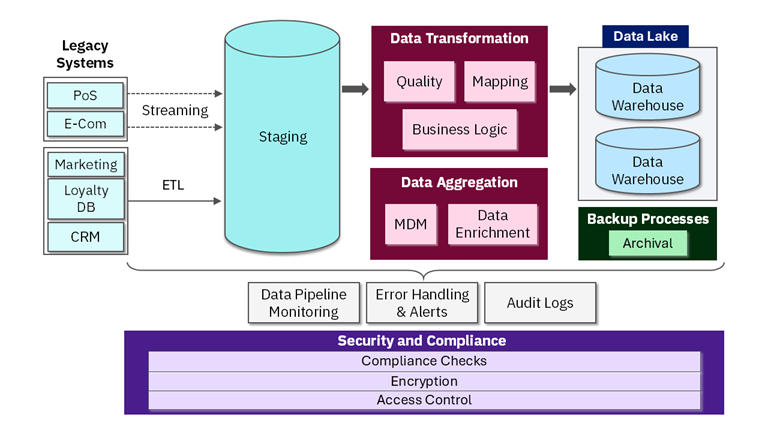 Legacy
Systems
PoS
E-Com
Marketing
Loyalty
DB
CRM
Streaming
ETL
Staging
Data Transformation
Quality
Mapping
Business Logic
Data Aggregation
MDM
Data
Enrichment
Data Lake
Data
Warehouse
Data
Warehouse
Backup Processes
Archival
Data Pipeline
Monitoring
Error Handling
& Alerts
Audit Logs
Security and Compliance
Compliance Checks
Encryption
Access Control